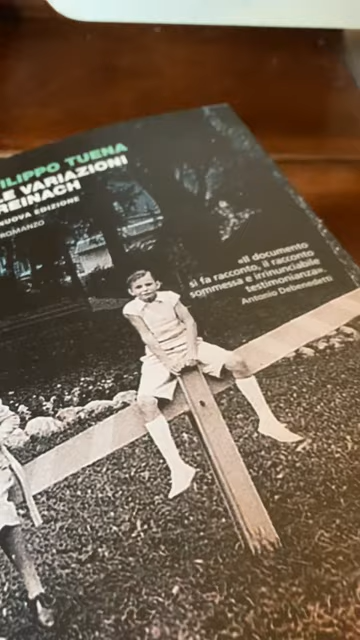 FILIPPO TUENA
LE VARIAZIONI
REINACH
NUOVA EDIZIONE
ROMANZO
«Il documento
si fa racconto, il racconto
sommessa e irrinunciabile
testimonianza».
Antonio Debenedetti